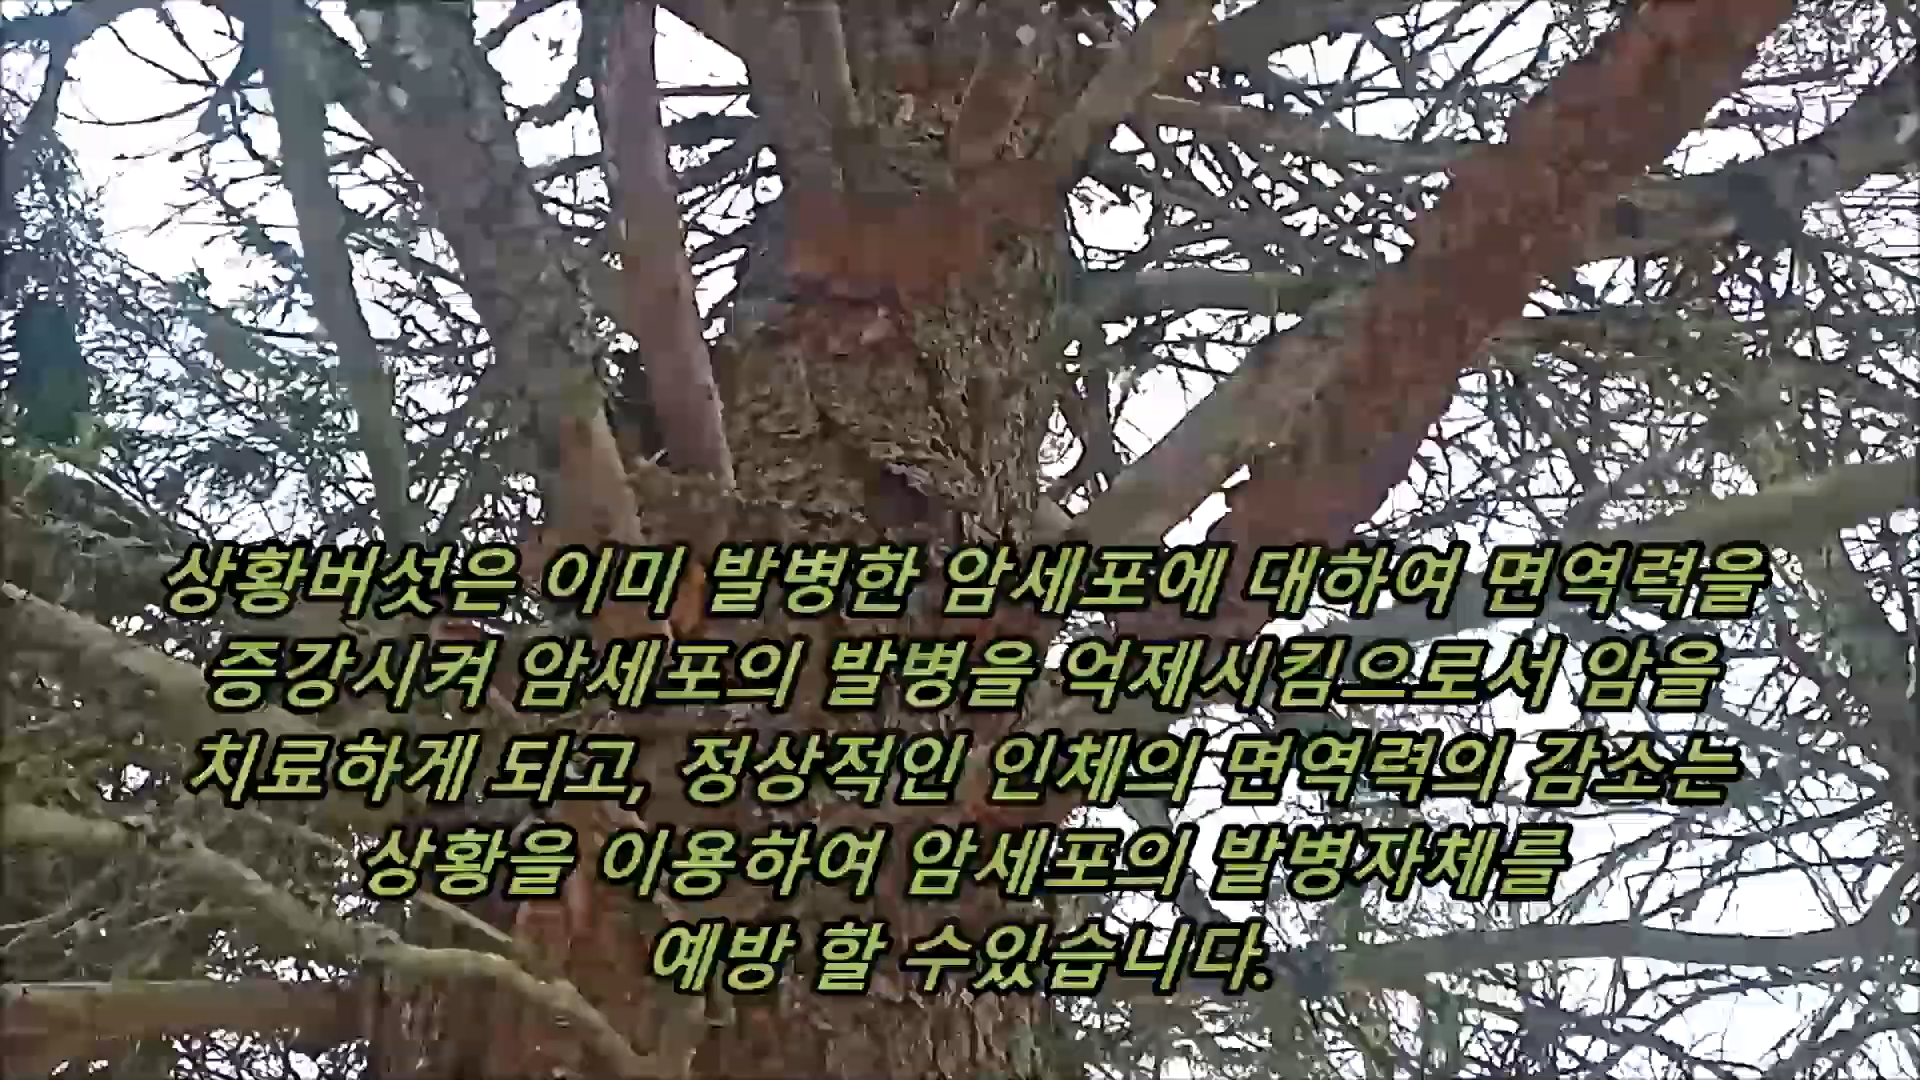 상황버섯은 이미 발병한 암세포에 대하여 면역력을
증강시켜 암세포의 발병을 억제시킴으로서 암을
치료하게 되고, 정상적인 인체의 면역력의 감소는
상황을 이용하여 암세포의 발병자체를
예방 할 수있습니다.